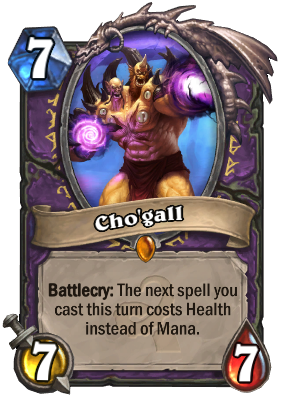 7
Cho'gall
Battlecry: The next spell you
cast this turn costs Health
instead of Mana.
7 7